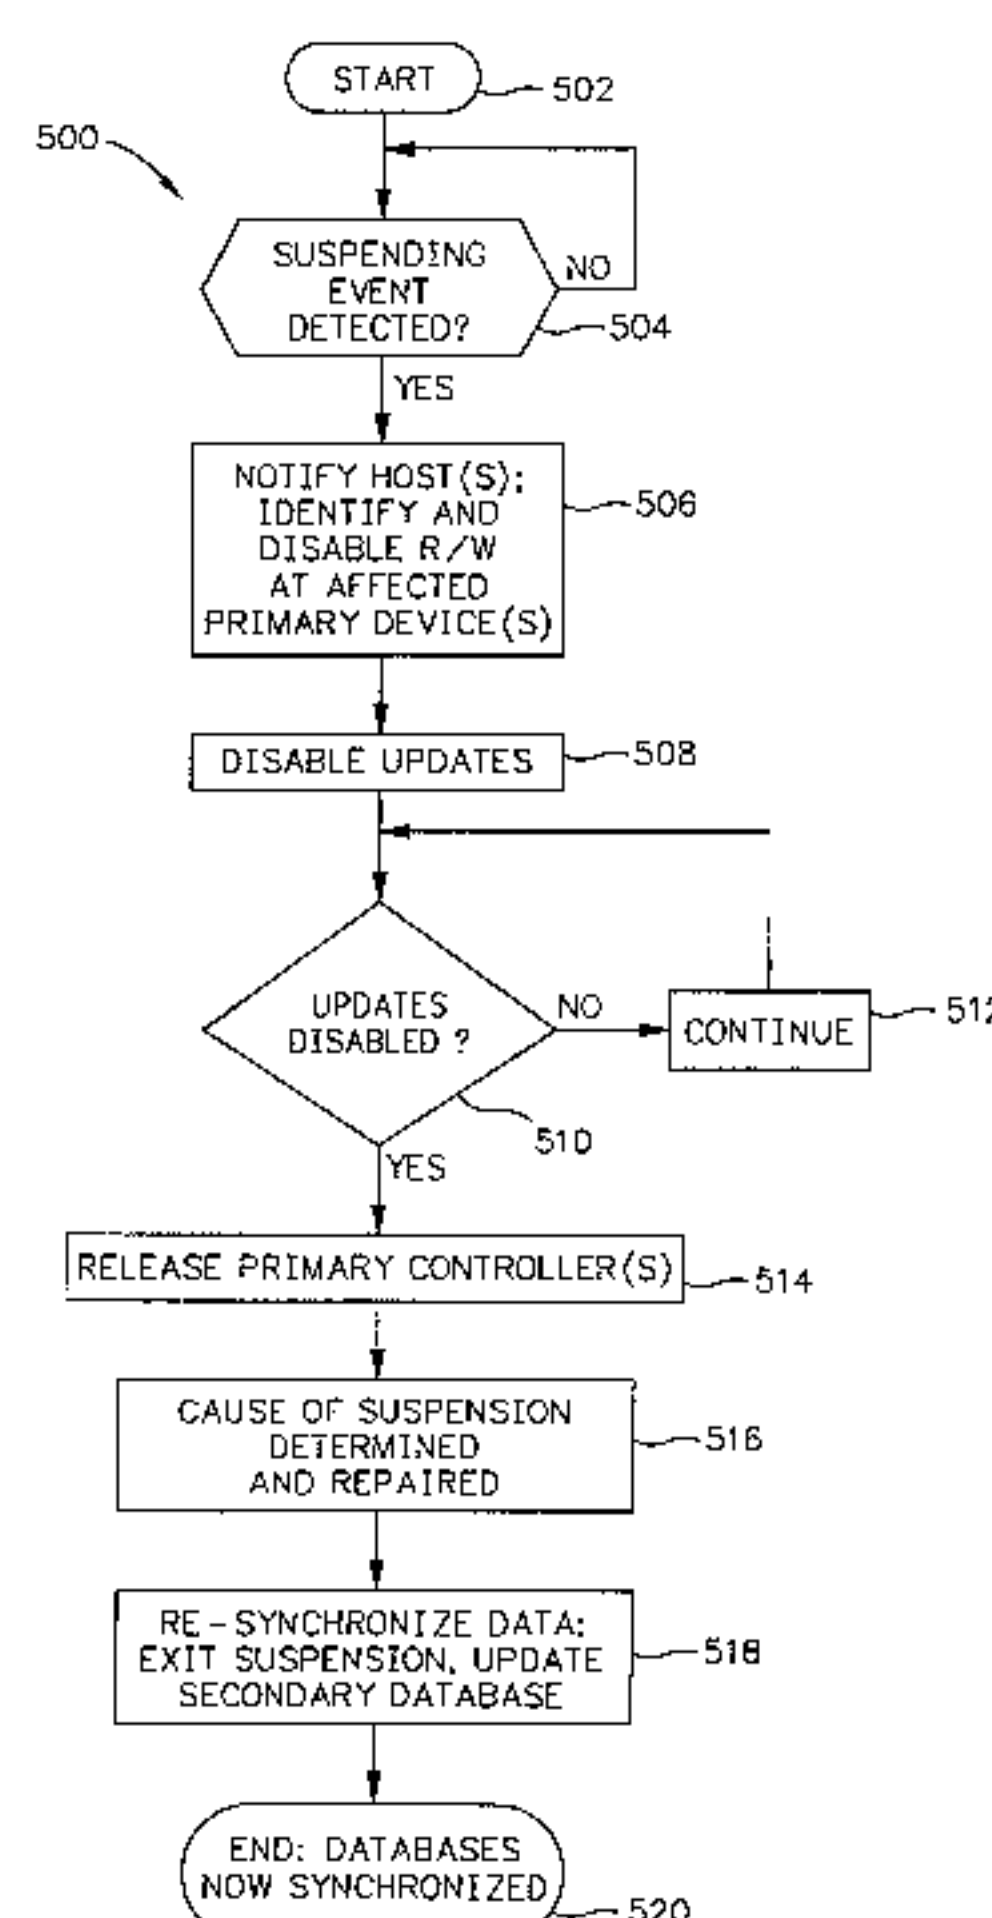 START
502
500
SUSPENDING
EVENT
DETECTED?
NO
504
YES
NOTIFY HOST(S):
IDENTIFY AND
DISABLE R/W
AT AFFECTED
PRIMARY DEVICE(S)
506
DISABLE UPDATES
508
UPDATES
DISABLED ?
NO
CONTINUE
512
510
YES
RELEASE PRIMARY CONTROLLER(S)
514
CAUSE OF SUSPENSION
DETERMINED
AND REPAIRED
516
RE-SYNCHRONIZE DATA:
EXIT SUSPENSION, UPDATE
SECONDARY DATABASE
518
END: DATABASES
NOW SYNCHRONIZED
520